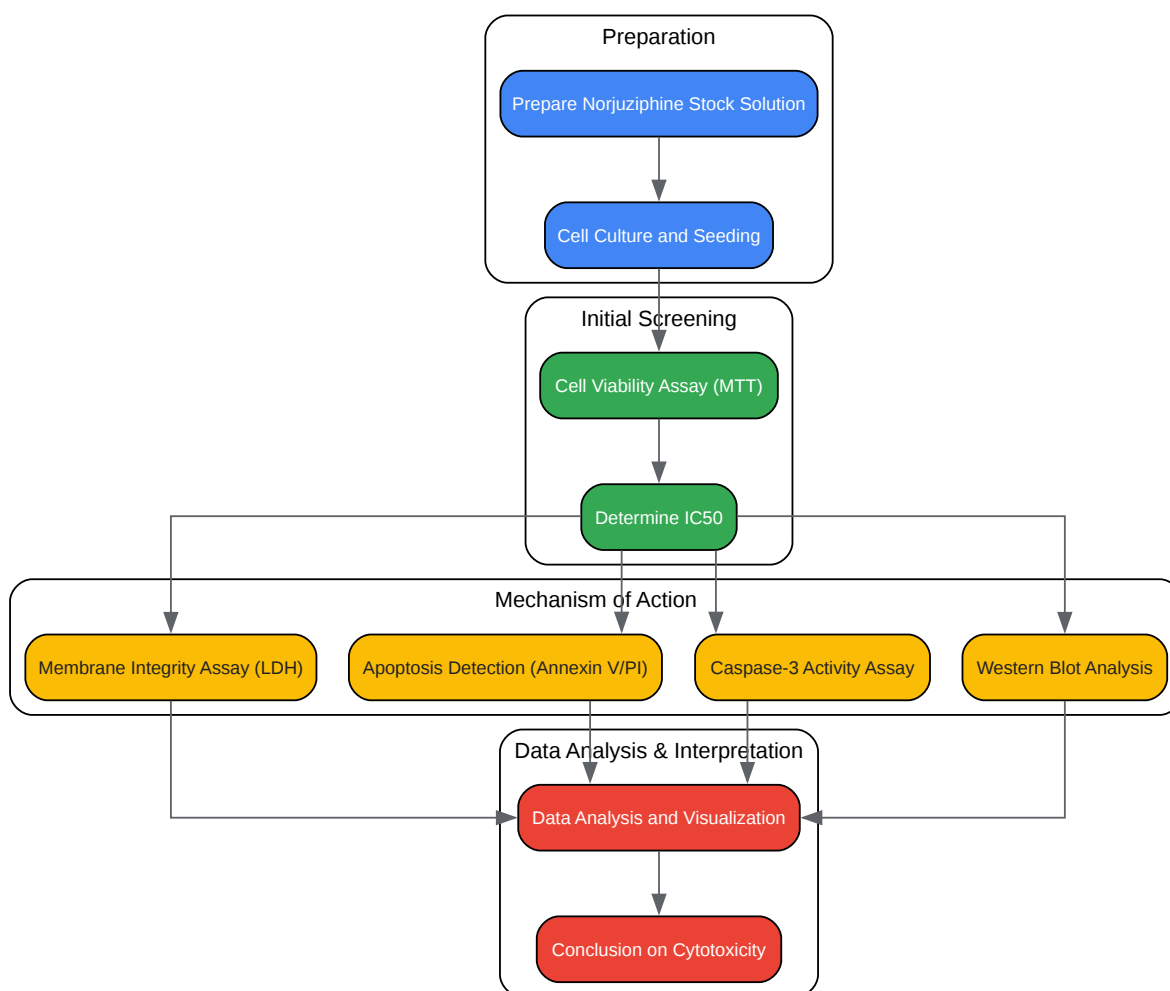 Preparation
Prepare Norjuziphine Stock Solution
Cell Culture and Seeding
Initial Screening
Cell Viability Assay (MTT)
Determine IC50
Mechanism of Action
Membrane Integrity Assay (LDH)
Apoptosis Detection (Annexin V/PI)
Caspase-3 Activity Assay
Western Blot Analysis
Data Analysis & Interpretation
Data Analysis and Visualization
Conclusion on Cytotoxicity